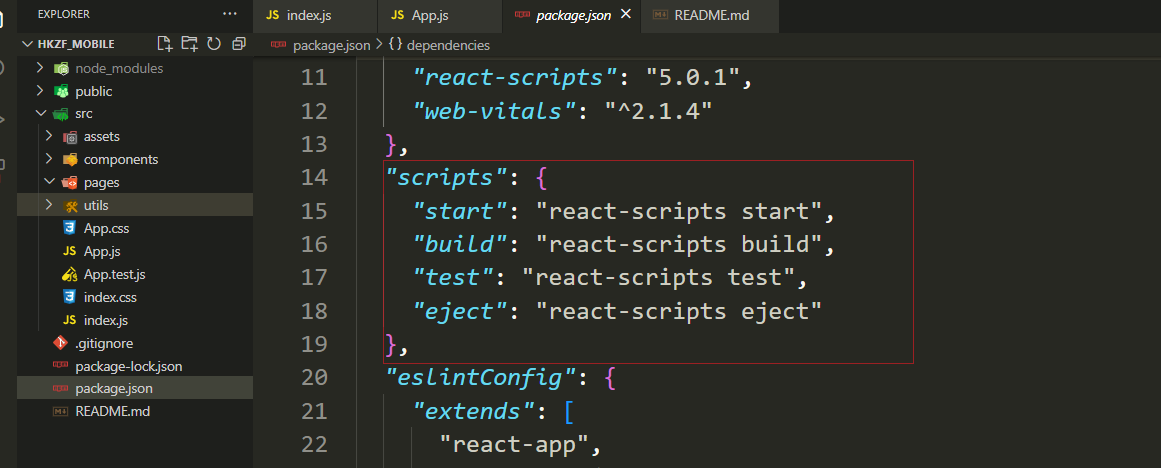 EXPLORER ···
HKZF_MOBILE
node_modules
public
src
assets
components
pages
utils
App.css
JS App.js
App.test.js
index.css
JS index.js
.gitignore
package-lock.json
package.json
README.md
JS index.js JS App.js package.json × README.md
package.json > {} dependencies
11 "react-scripts": "5.0.1",
12 "web-vitals": "^2.1.4"
13 },
14 "scripts": {
15 "start": "react-scripts start",
16 "build": "react-scripts build",
17 "test": "react-scripts test",
18 "eject": "react-scripts eject"
19 },
20 "eslintConfig": {
21 "extends": [
22 "react-app",